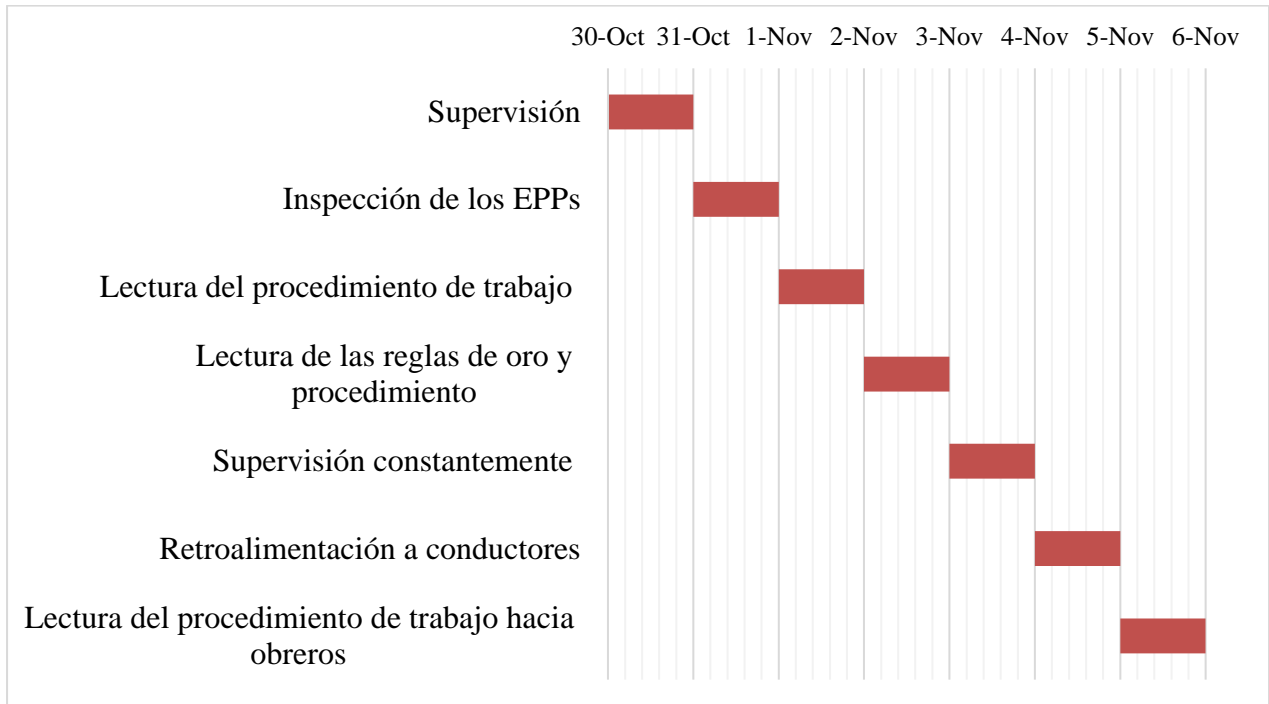 30-Oct 31-Oct 1-Nov 2-Nov 3-Nov 4-Nov 5-Nov 6-Nov
Supervisión
Inspección de los EPPs
Lectura del procedimiento de trabajo
Lectura de las reglas de oro y
procedimiento
Supervisión constantemente
Retroalimentación a conductores
Lectura del procedimiento de trabajo hacia
obreros